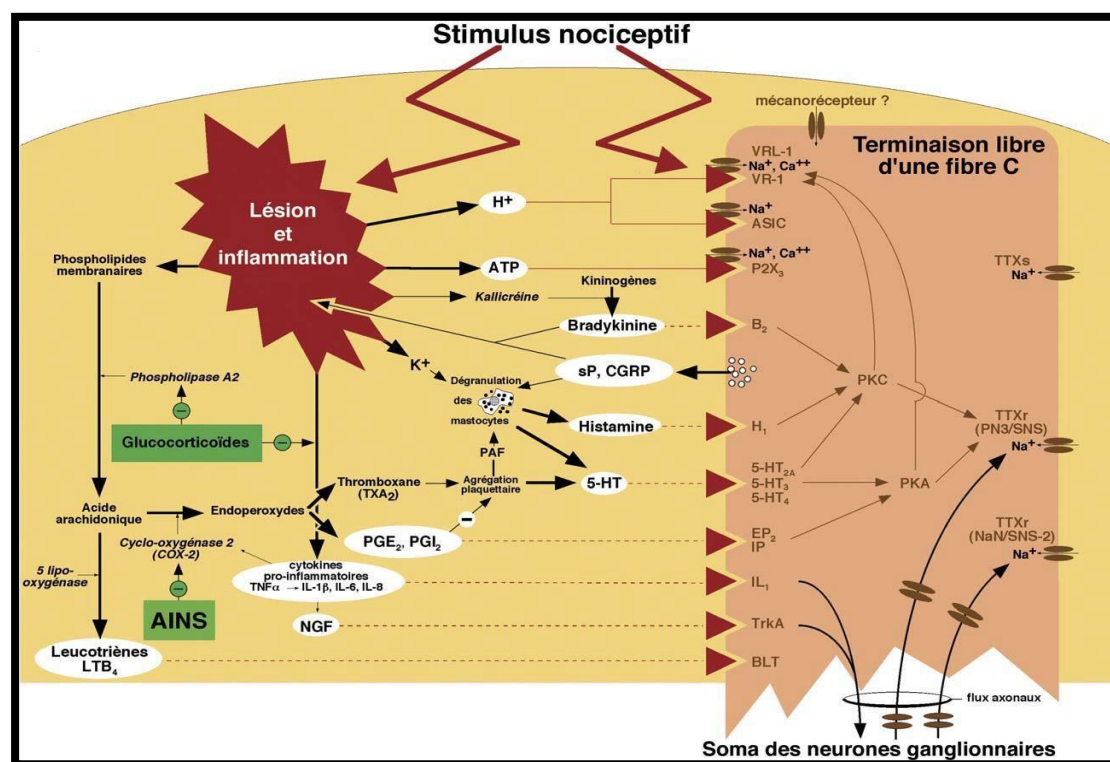 Stimulus nociceptif
mécanorécepteur ?
Terminaison libre
d'une fibre C
VRL-1
Na⁺, Ca⁺⁺
VR-1
Lésion
et
inflammation
H⁺
Na⁺
ASIC
Phospholipides
membranaires
ATP
Na⁺, Ca⁺⁺
P2X₃
TTXs
Na⁺
Kallicréine
Kininogènes
Bradykinine
B₂
K⁺
sP, CGRP
Dégranulation
des
mastocytes
PKC
Phospholipase A2
Glucocorticoïdes
Histamine
H₁
TTXr
(PN3/SNS)
Na⁺
PAF
Thromboxane
(TXA₂)
Agrégation
plaquettaire
5-HT
5-HT₂A
5-HT₃
5-HT₄
PKA
Acide
arachidonique
Endoperoxydes
Cyclo-oxygénase 2
(COX-2)
PGE₂, PGI₂
EP₂
IP
TTXr
(NaN/SNS-2)
Na⁺
5 lipo-
oxygénase
cytokines
pro-inflammatoires
TNFα → IL-1β, IL-6, IL-8
IL₁
AINS
NGF
TrkA
Leucotriènes
LTB₄
BLT
flux axonaux
Soma des neurones ganglionnaires